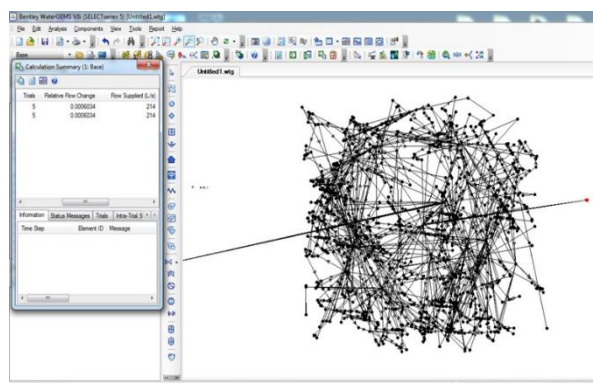 Bentley WaterGEMS V8i (SELECTseries 5) [Untitled1.wtg]
File Edit Analysis Components View Tools Report Help
Base
Calculation Summary (1: Base)
Untitled1.wtg
Trials Relative Flow Change Flow Supplied (L/s)
5 0.0006034 214
5 0.0006034 214
Information Status Messages Trials Intra-Trial S
Time Step Element ID Message